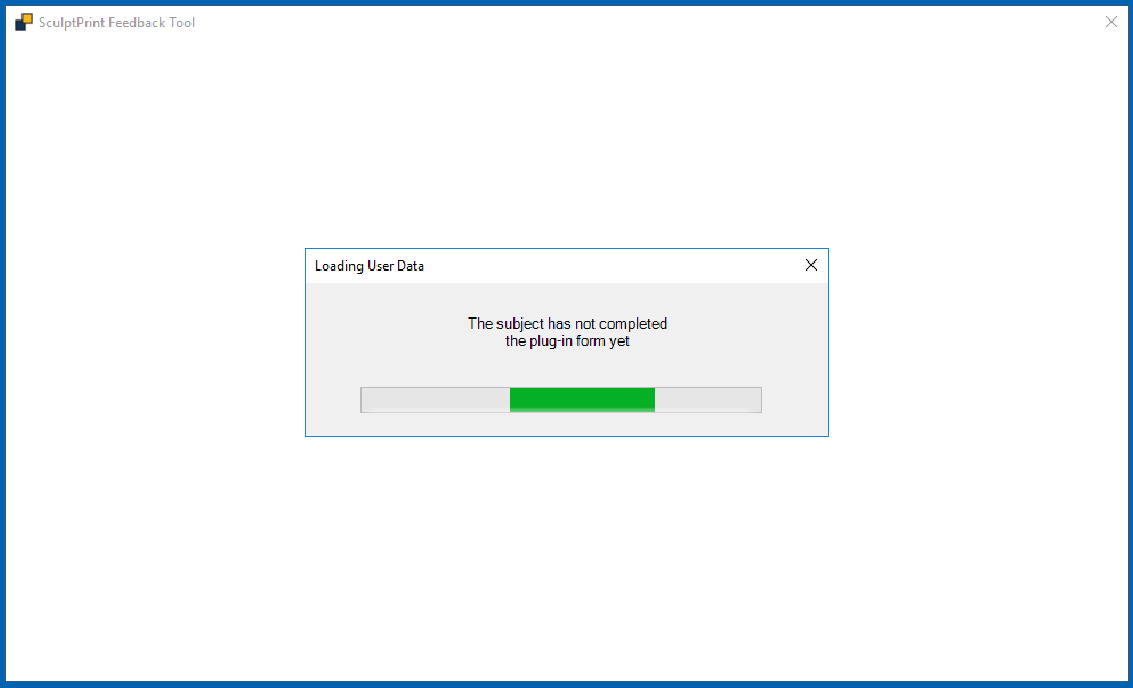 SculptPrint Feedback Tool
Loading User Data
The subject has not completed
the plug-in form yet